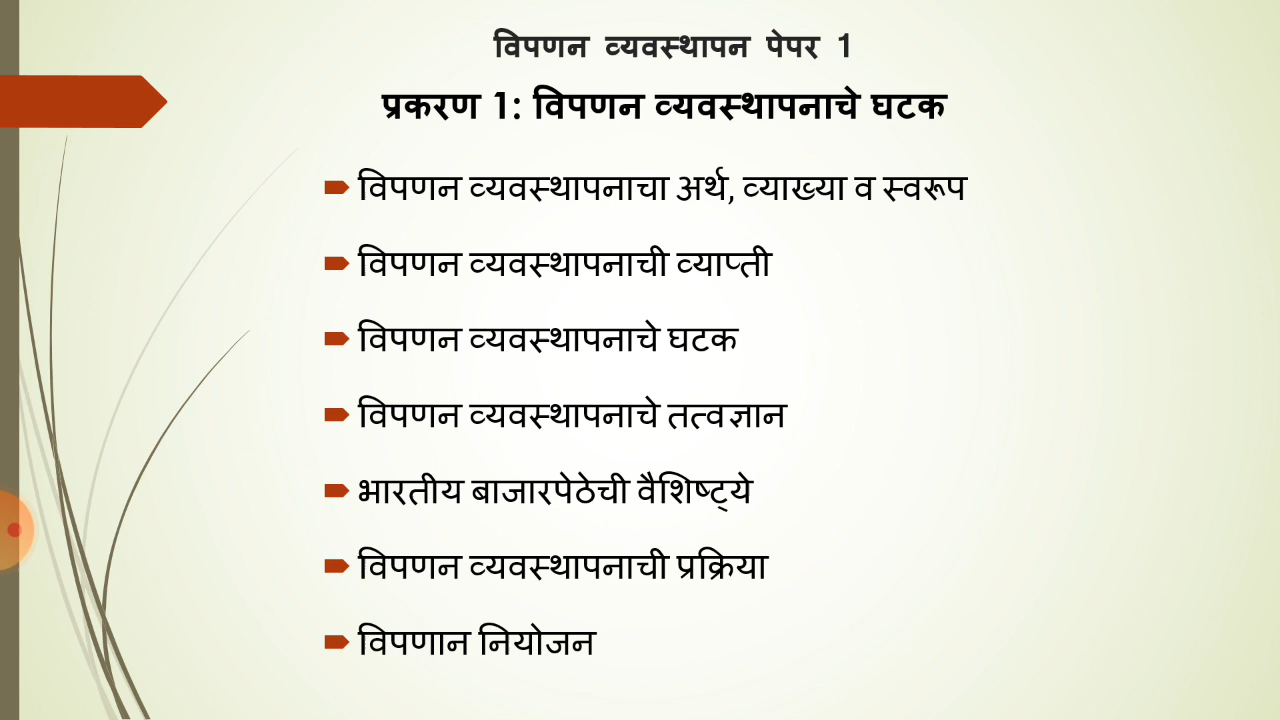 विपणन व्यवस्थापन पेपर 1
प्रकरण 1: विपणन व्यवस्थापनाचे घटक
विपणन व्यवस्थापनाचा अर्थ, व्याख्या व स्वरूप
विपणन व्यवस्थापनाची व्याप्ती
विपणन व्यवस्थापनाचे घटक
विपणन व्यवस्थापनाचे तत्वज्ञान
भारतीय बाजारपेठेची वैशिष्ट्ये
विपणन व्यवस्थापनाची प्रक्रिया
विपणान नियोजन